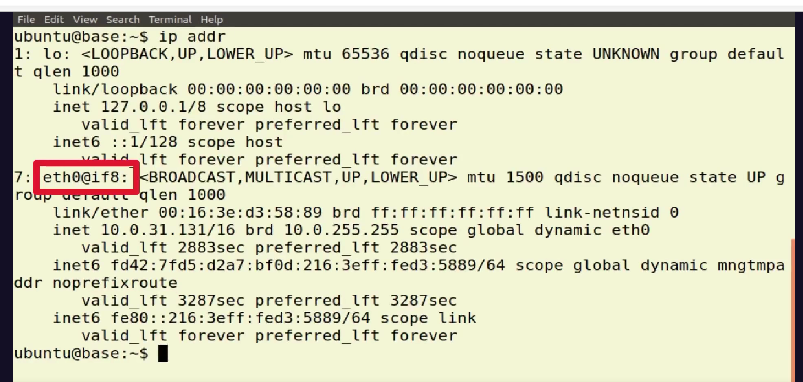 File Edit View Search Terminal Help
ubuntu@base:~$ ip addr
1: lo: <LOOPBACK,UP,LOWER_UP> mtu 65536 qdisc noqueue state UNKNOWN group defaul
t qlen 1000
    link/loopback 00:00:00:00:00:00 brd 00:00:00:00:00:00
    inet 127.0.0.1/8 scope host lo
       valid_lft forever preferred_lft forever
    inet6 ::1/128 scope host
       valid_lft forever preferred_lft forever
7: eth0@if8: <BROADCAST,MULTICAST,UP,LOWER_UP> mtu 1500 qdisc noqueue state UP g
roup default qlen 1000
    link/ether 00:16:3e:d3:58:89 brd ff:ff:ff:ff:ff:ff link-netnsid 0
    inet 10.0.31.131/16 brd 10.0.255.255 scope global dynamic eth0
       valid_lft 2883sec preferred_lft 2883sec
    inet6 fd42:7fd5:d2a7:bf0d:216:3eff:fed3:5889/64 scope global dynamic mngtmpa
ddr noprefixroute
       valid_lft 3287sec preferred_lft 3287sec
    inet6 fe80::216:3eff:fed3:5889/64 scope link
       valid_lft forever preferred_lft forever
ubuntu@base:~$